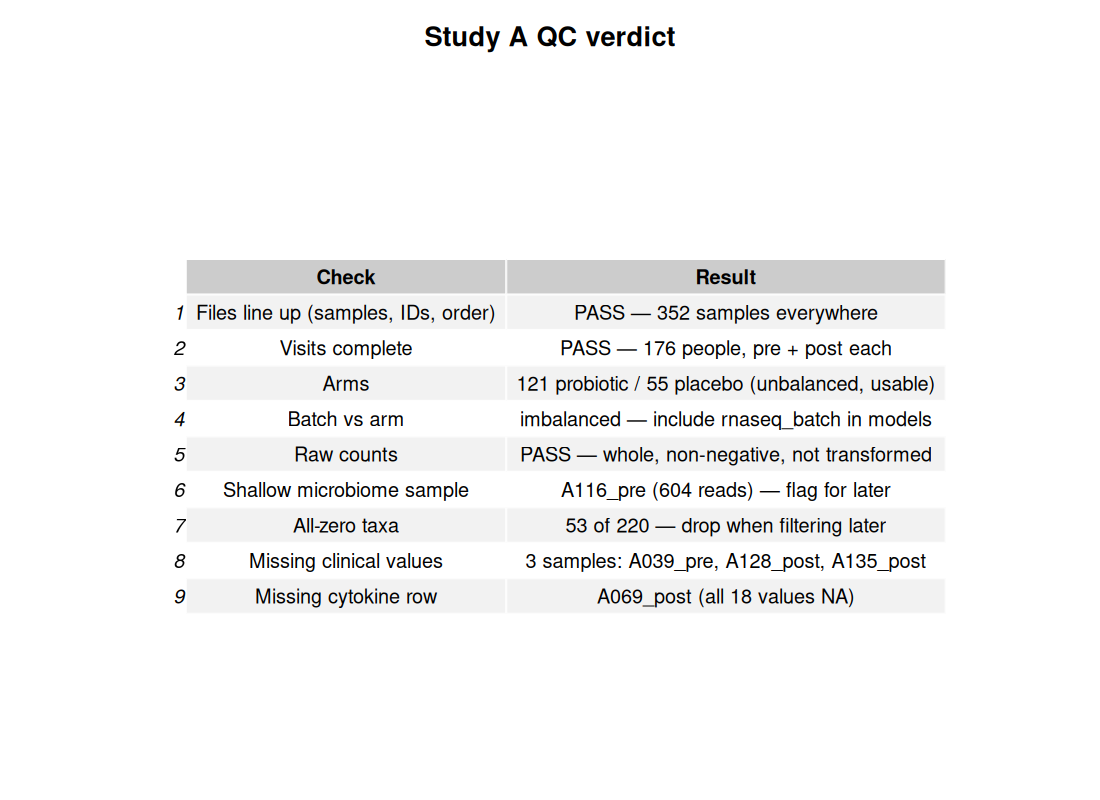 Study A QC verdict
Check Result
1 Files line up (samples, IDs, order) PASS — 352 samples everywhere
2 Visits complete PASS — 176 people, pre + post each
3 Arms 121 probiotic / 55 placebo (unbalanced, usable)
4 Batch vs arm imbalanced — include rnaseq_batch in models
5 Raw counts PASS — whole, non-negative, not transformed
6 Shallow microbiome sample A116_pre (604 reads) — flag for later
7 All-zero taxa 53 of 220 — drop when filtering later
8 Missing clinical values 3 samples: A039_pre, A128_post, A135_post
9 Missing cytokine row A069_post (all 18 values NA)